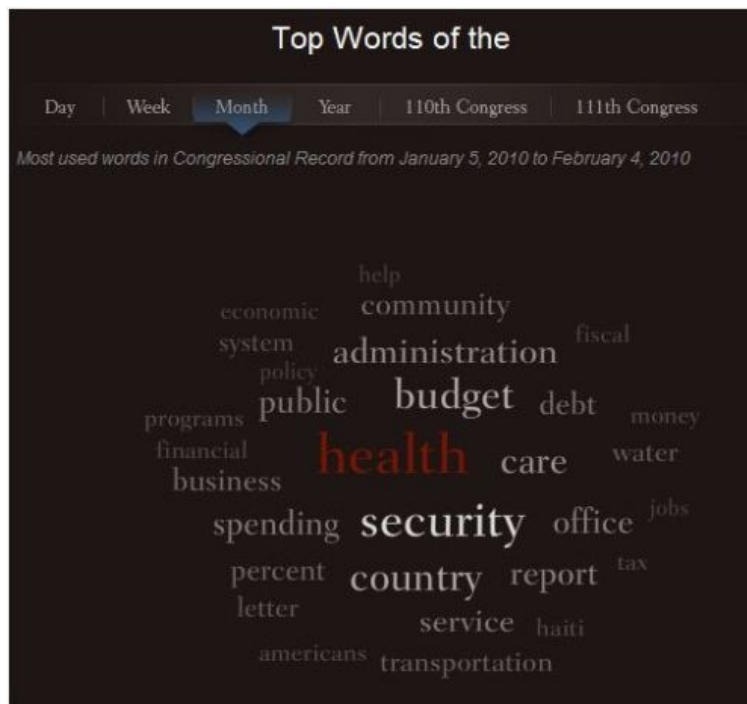 Top Words of the
Day Week Month Year 110th Congress 111th Congress
Most used words in Congressional Record from January 5, 2010 to February 4, 2010
help
economic community
system administration fiscal
policy
public budget debt
programs money
financial health care water
business
spending security office jobs
percent country report tax
letter
service haiti
americans transportation